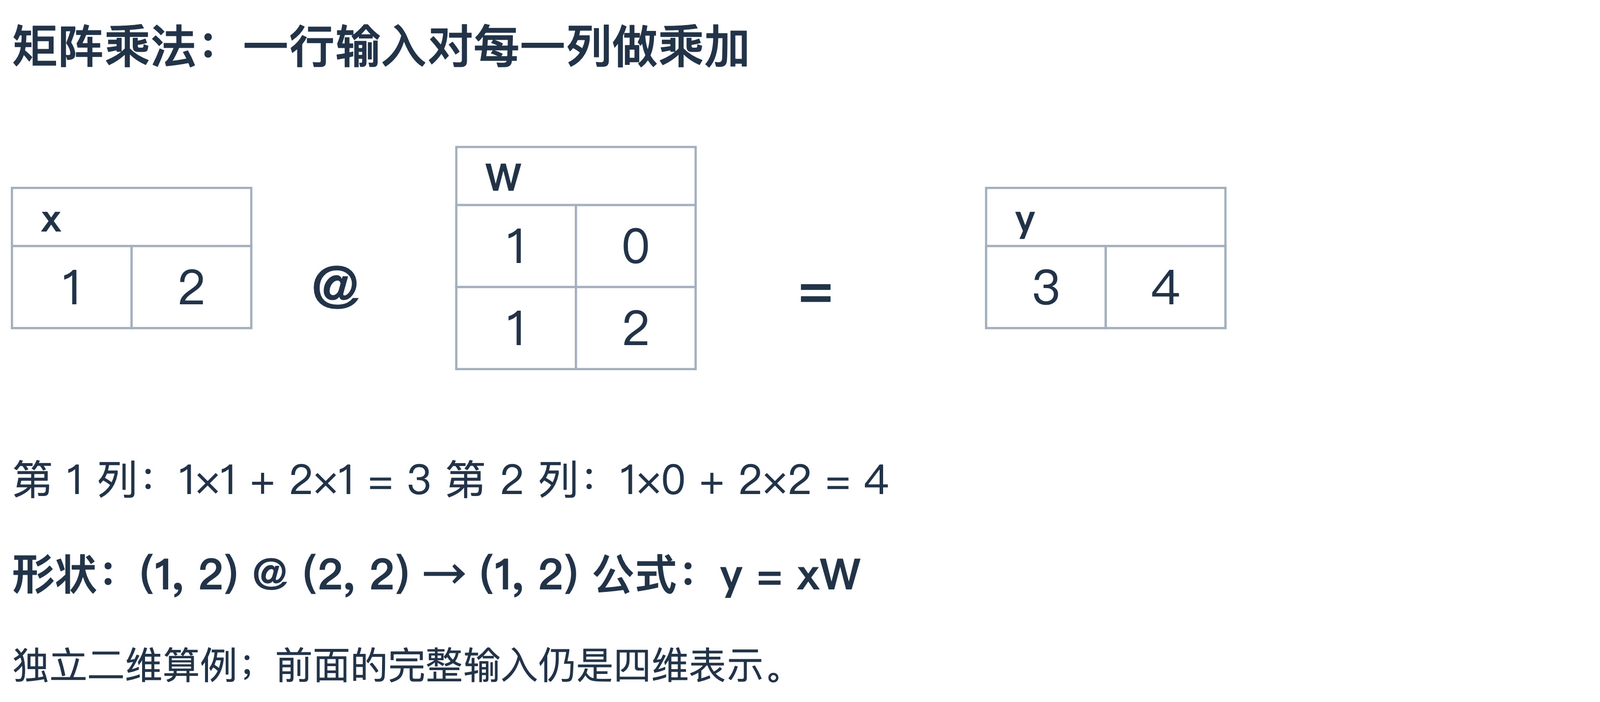 矩阵乘法：一行输入对每一列做乘加
x
1 2
@
W
1 0
1 2
=
y
3 4
第 1 列：1×1 + 2×1 = 3 第 2 列：1×0 + 2×2 = 4
形状：(1, 2) @ (2, 2) → (1, 2) 公式：y = xW
独立二维算例；前面的完整输入仍是四维表示。